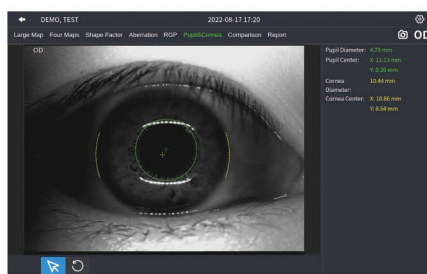 DEMO, TEST 2022-08-17 17:20
Large Map Four Maps Shape Factor Aberration RGP Pupil&Cornea Comparison Report OD
OD
Pupil Diameter: 4.79 mm
Pupil Center: X: 11.13 mm
Y: 8.26 mm
Cornea 10.44 mm
Diameter:
Cornea Center: X: 10.86 mm
Y: 8.64 mm